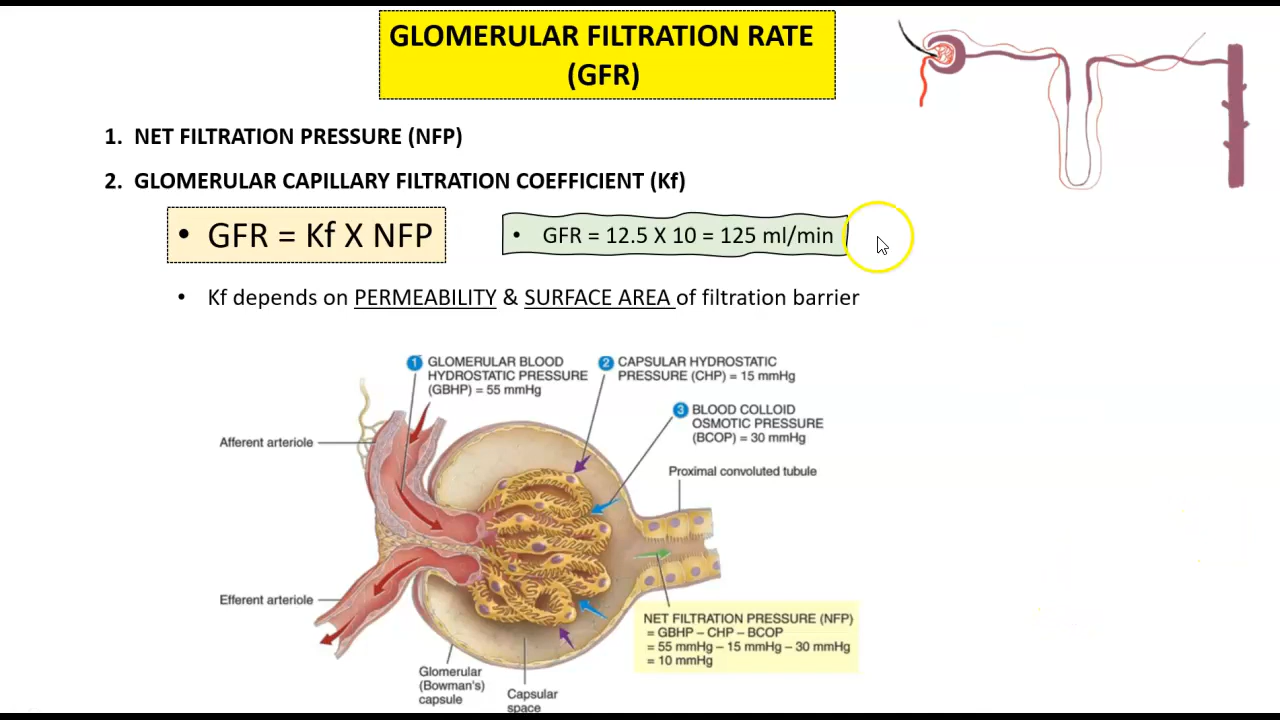 GLOMERULAR FILTRATION RATE
(GFR)
1. NET FILTRATION PRESSURE (NFP)
2. GLOMERULAR CAPILLARY FILTRATION COEFFICIENT (Kf)
• GFR = Kf X NFP
• GFR = 12.5 X 10 = 125 ml/min
• Kf depends on PERMEABILITY & SURFACE AREA of filtration barrier
1 GLOMERULAR BLOOD
HYDROSTATIC PRESSURE
(GBHP) = 55 mmHg
2 CAPSULAR HYDROSTATIC
PRESSURE (CHP) = 15 mmHg
3 BLOOD COLLOID
OSMOTIC PRESSURE
(BCOP) = 30 mmHg
Afferent arteriole
Proximal convoluted tubule
Efferent arteriole
NET FILTRATION PRESSURE (NFP)
= GBHP – CHP – BCOP
= 55 mmHg – 15 mmHg – 30 mmHg
= 10 mmHg
Glomerular
(Bowman's)
capsule
Capsular
space